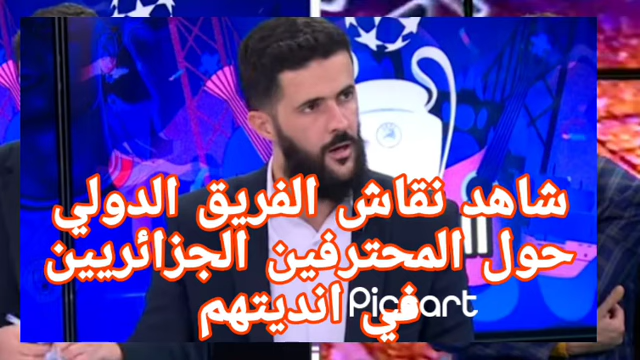 شاهد نقاش الفريق الدولي
حول المحترفين الجزائريين
في انديتهم
Picsart